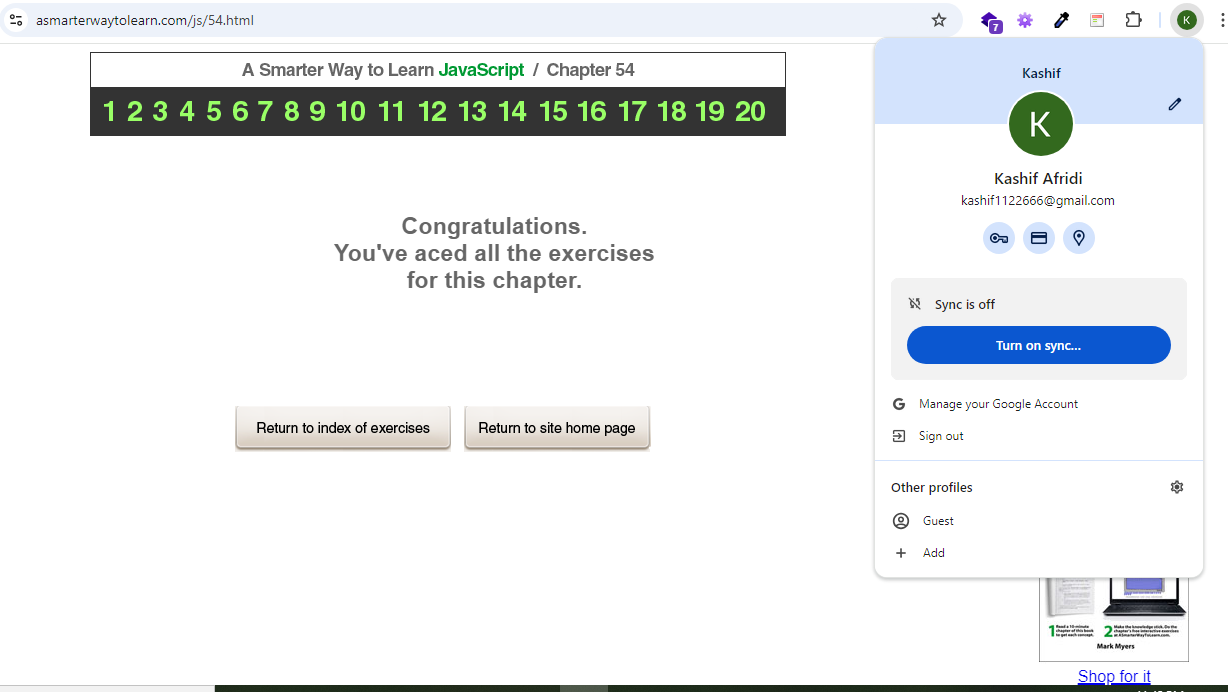 asmarterwaytolearn.com/js/54.html
7
K
A Smarter Way to Learn JavaScript / Chapter 54
1 2 3 4 5 6 7 8 9 10 11 12 13 14 15 16 17 18 19 20
Congratulations.
You've aced all the exercises
for this chapter.
Return to index of exercises
Return to site home page
Kashif
K
Kashif Afridi
kashif1122666@gmail.com
Sync is off
Turn on sync...
G Manage your Google Account
Sign out
Other profiles
Guest
+ Add
1 Read a 10-minute
chapter of this book
to get each concept.
2 Make the knowledge stick. Do the
chapter's free interactive exercises
at ASmarterWayToLearn.com.
Mark Myers
Shop for it